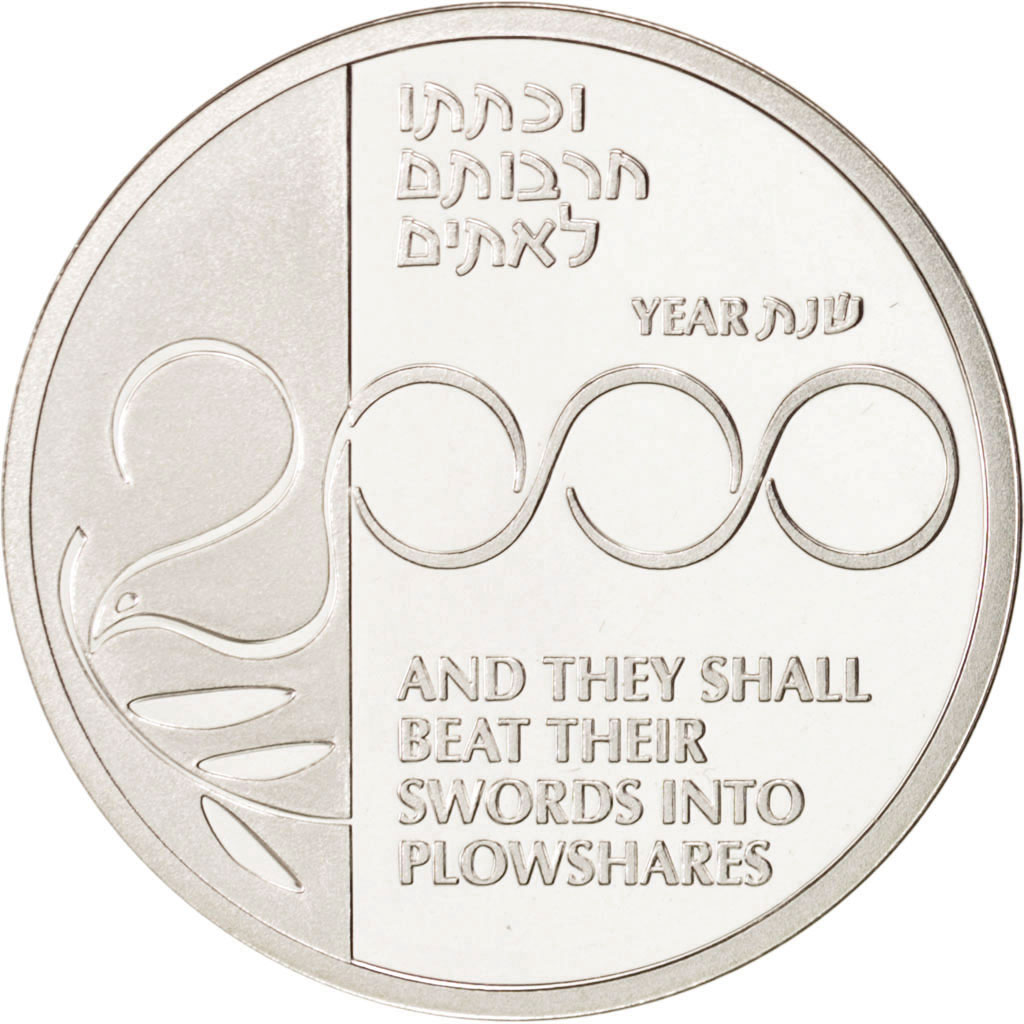 וכתתו
חרבותם
לאתים
YEAR שנת
2000
AND THEY SHALL
BEAT THEIR
SWORDS INTO
PLOWSHARES